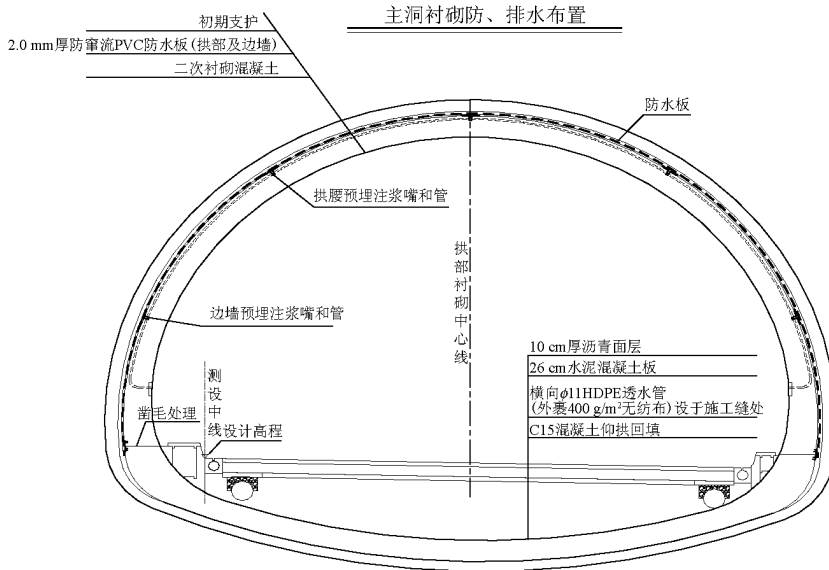 主洞衬砌防、排水布置
初期支护
2.0 mm厚防窜流PVC防水板(拱部及边墙)
二次衬砌混凝土
防水板
拱腰预埋注浆嘴和管
拱部衬砌中心线
边墙预埋注浆嘴和管
10 cm厚沥青面层
26 cm水泥混凝土板
横向φ11HDPE透水管
(外裹400 g/m²无纺布)设于施工缝处
C15混凝土仰拱回填
测设中线
凿毛处理
设计高程